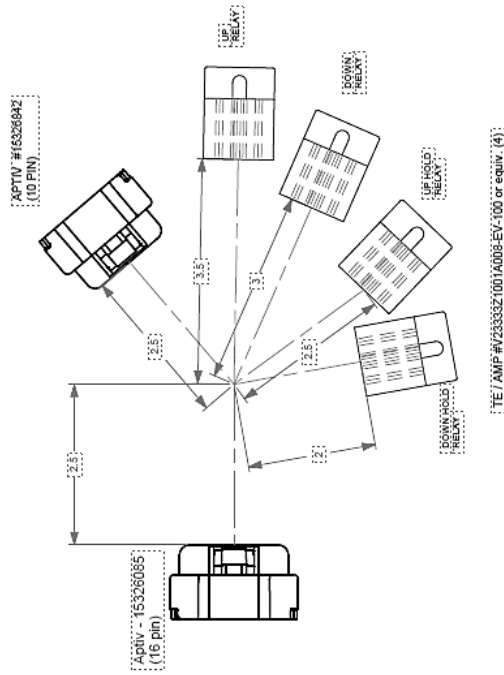 APTIV #15326842
(10 PIN)
UP
RELAY
DOWN
RELAY
UP HOLD
RELAY
DOWN HOLD
RELAY
3.5
3
2.5
2.5
2.5
2
Aptiv - 15326085
(16 pin)
TE / AMP #V23333Z1001A008-EV-100 or equiv. (4)